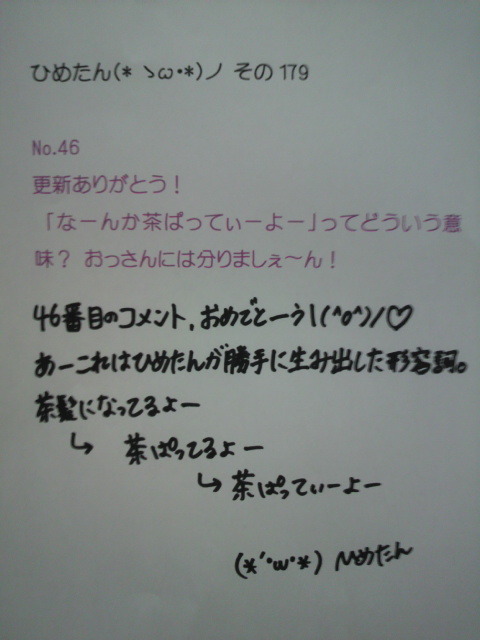 ひめたん(*ゝω・*)ノ その179
No.46
更新ありがとう！
「なーんか茶ぱってぃーよー」ってどういう意
味？ おっさんには分りましぇ～ん！
46番目のコメント,おめでとーう\(^o^)/♡
あーこれはひめたんが勝手に生み出した形容詞。
茶髪になってるよー
↳ 茶ぱってるよー
↳ 茶ぱってぃーよー
(*´・ω・*) ひめたん